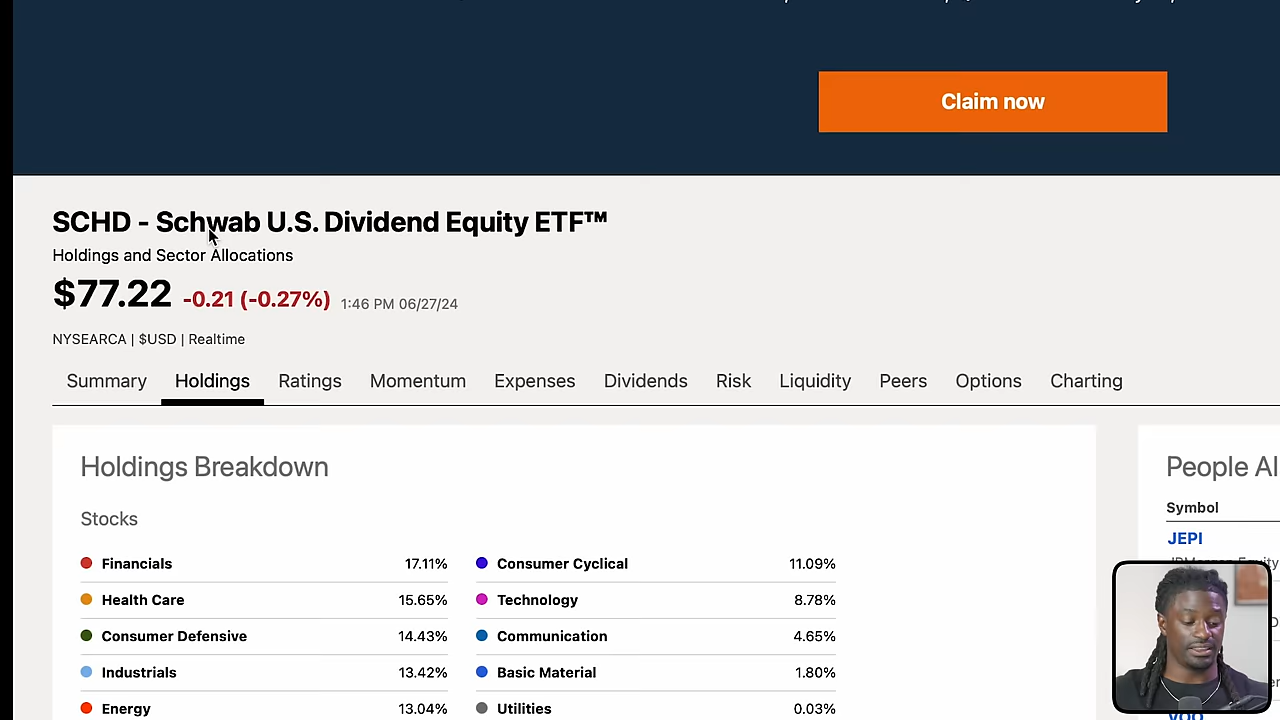 Claim now
SCHD - Schwab U.S. Dividend Equity ETF™
Holdings and Sector Allocations
$77.22 -0.21 (-0.27%) 1:46 PM 06/27/24
NYSEARCA | $USD | Realtime
Summary Holdings Ratings Momentum Expenses Dividends Risk Liquidity Peers Options Charting
Holdings Breakdown
Stocks
Financials 17.11% Consumer Cyclical 11.09%
Health Care 15.65% Technology 8.78%
Consumer Defensive 14.43% Communication 4.65%
Industrials 13.42% Basic Material 1.80%
Energy 13.04% Utilities 0.03%
People Al
Symbol
JEPI
VOO